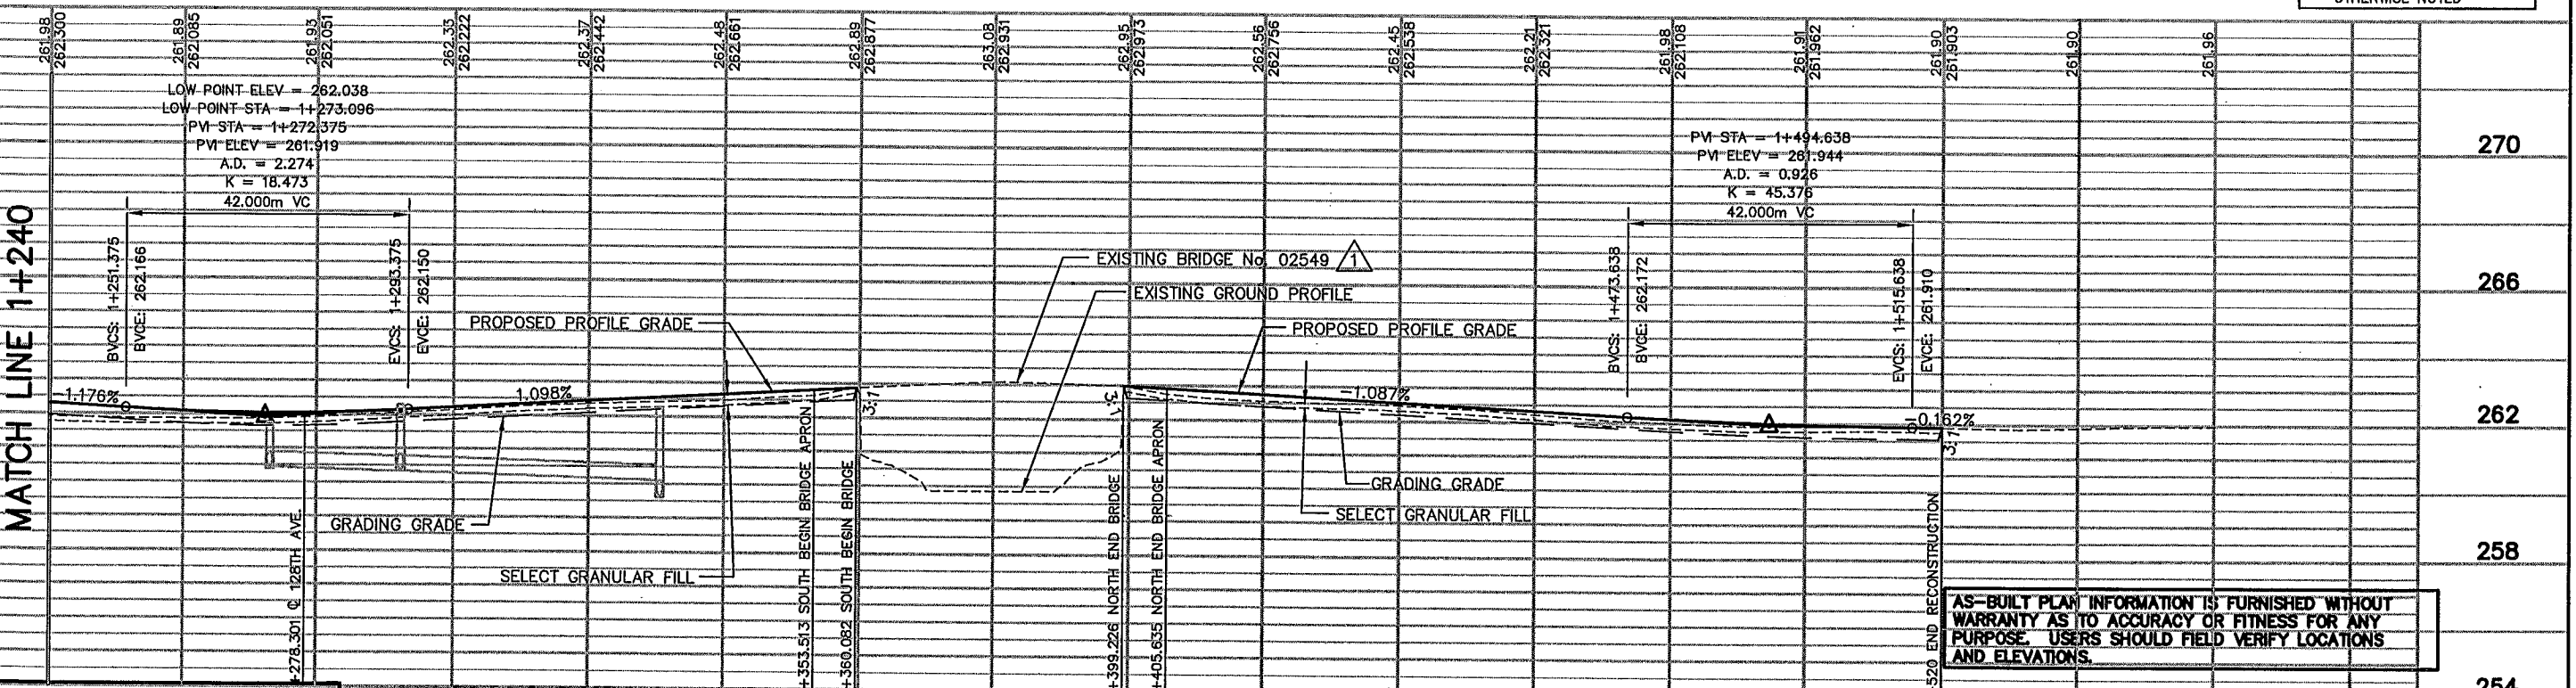 OTHERWISE NOTED
261.98
262.300
261.89
262.085
261.93
262.051
262.33
262.222
262.37
262.442
262.48
262.661
262.89
262.877
263.08
262.931
262.95
262.973
262.56
262.756
262.45
262.538
262.21
262.321
261.98
262.108
261.91
261.962
261.90
261.903
261.90
261.96
LOW POINT ELEV = 262.038
LOW POINT STA = 1+273.096
PVI STA = 1+272.375
PVI ELEV = 261.919
A.D. = 2.274
K = 18.473
42.000m VC
PVI STA = 1+494.638
PVI ELEV = 261.944
A.D. = 0.926
K = 45.376
42.000m VC
270
266
262
258
254
MATCH LINE 1+240
BVCS: 1+251.375
BVCE: 262.166
EVCS: 1+293.375
EVCE: 262.150
EXISTING BRIDGE No. 02549
1
EXISTING GROUND PROFILE
PROPOSED PROFILE GRADE
PROPOSED PROFILE GRADE
BVCS: 1+473.638
BVCE: 262.172
EVCS: 1+515.638
EVCE: 261.910
-1.176%
1.098%
3:1
3:1
-1.087%
-0.162%
3:1
GRADING GRADE
SELECT GRANULAR FILL
GRADING GRADE
SELECT GRANULAR FILL
+278.301 ℄ 128TH AVE.
+353.513 SOUTH BEGIN BRIDGE APRON
+360.082 SOUTH BEGIN BRIDGE
+399.226 NORTH END BRIDGE
+405.635 NORTH END BRIDGE APRON
520 END RECONSTRUCTION
AS-BUILT PLAN INFORMATION IS FURNISHED WITHOUT
WARRANTY AS TO ACCURACY OR FITNESS FOR ANY
PURPOSE. USERS SHOULD FIELD VERIFY LOCATIONS
AND ELEVATIONS.